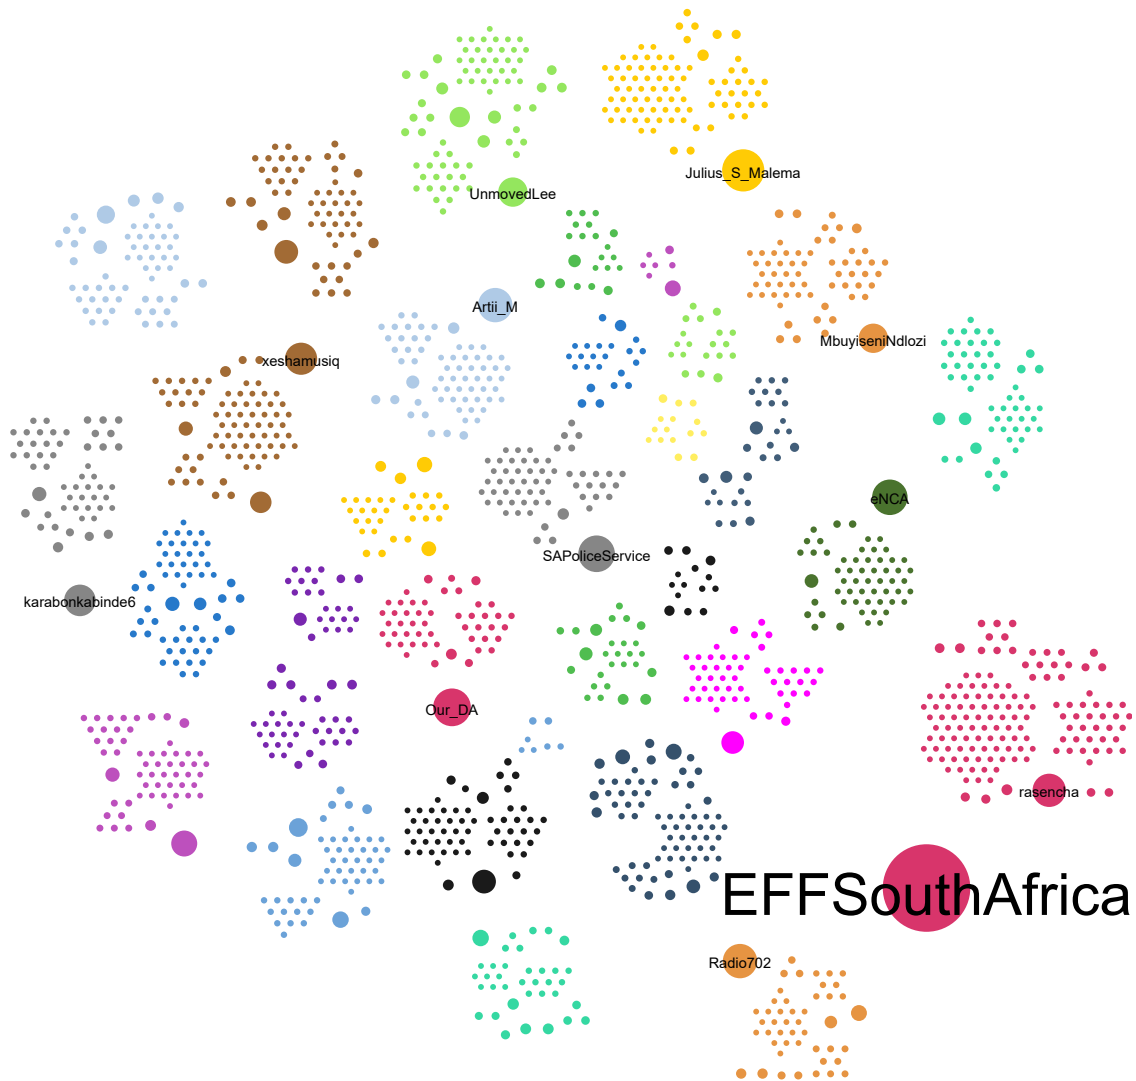 Julius_S_Malema
UnmovedLee
Artii_M
MbuyiseniNdlozi
xeshamusiq
eNCA
SAPoliceService
karabonkabinde6
Our_DA
rasencha
EFFSouthAfrica
Radio702